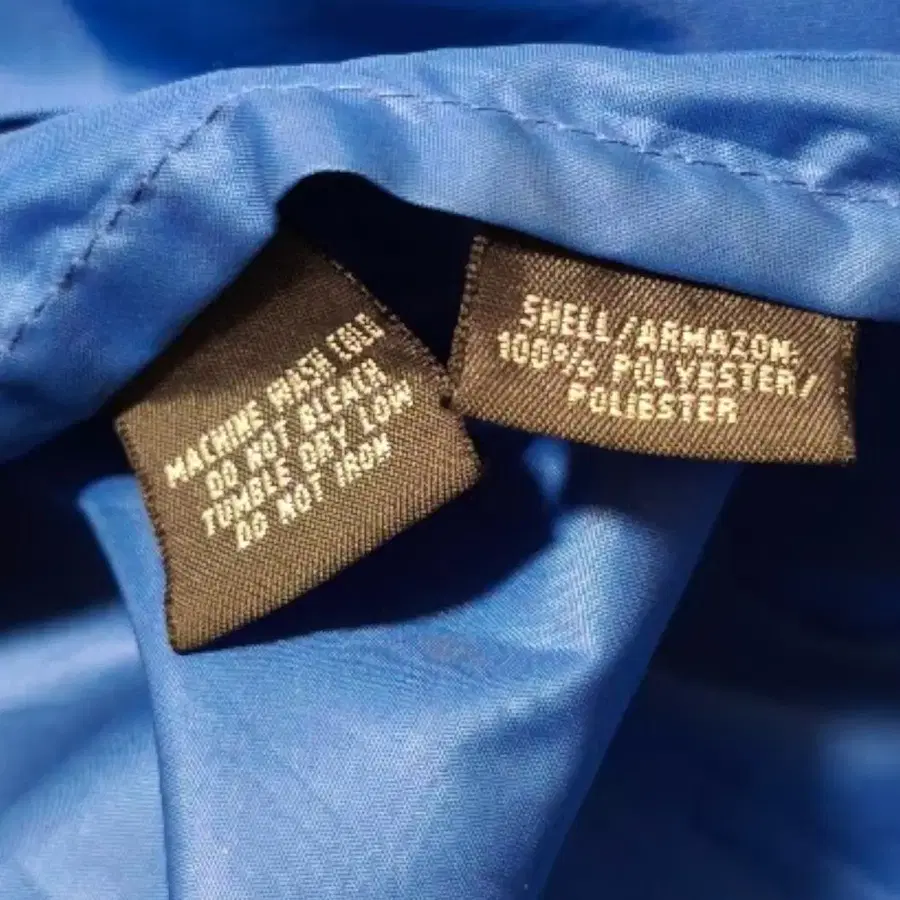 MACHINE WASH COLD
DO NOT BLEACH
TUMBLE DRY LOW
DO NOT IRON
SHELL/ARMAZON:
100% POLYESTER/
POLIESTER